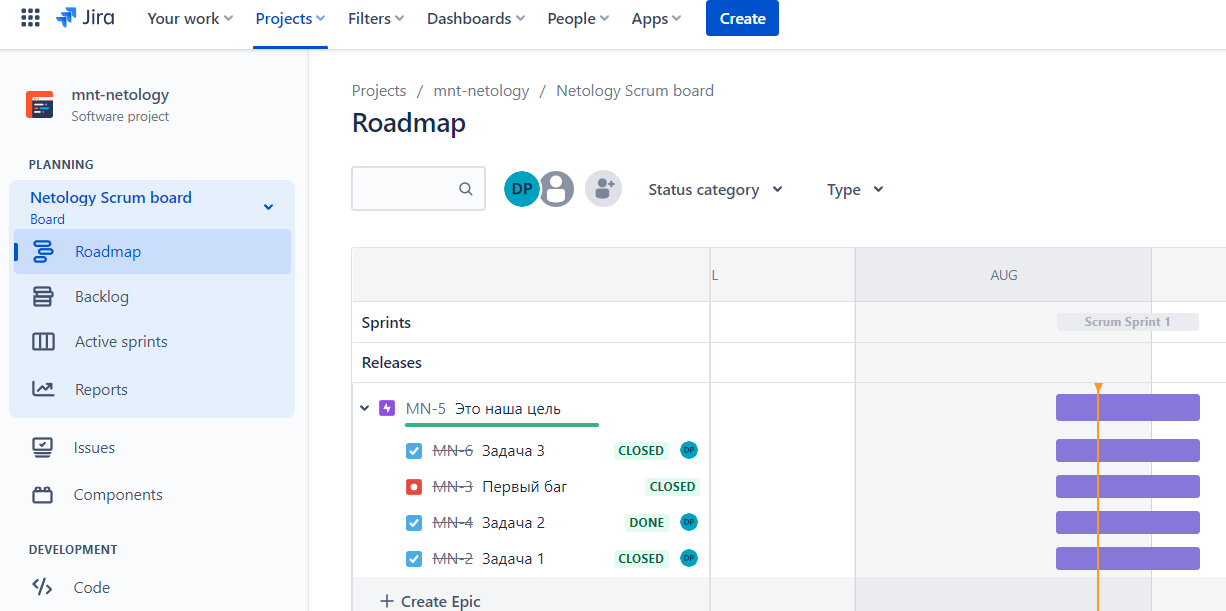 Jira Your work Projects Filters Dashboards People Apps Create
mnt-netology
Software project
PLANNING
Netology Scrum board
Board
Roadmap
Backlog
Active sprints
Reports
Issues
Components
DEVELOPMENT
Code
Projects / mnt-netology / Netology Scrum board
Roadmap
DP Status category Type
L AUG
Sprints Scrum Sprint 1
Releases
MN-5 Это наша цель
MN-6 Задача 3 CLOSED DP
MN-3 Первый баг CLOSED
MN-4 Задача 2 DONE DP
MN-2 Задача 1 CLOSED DP
+ Create Epic